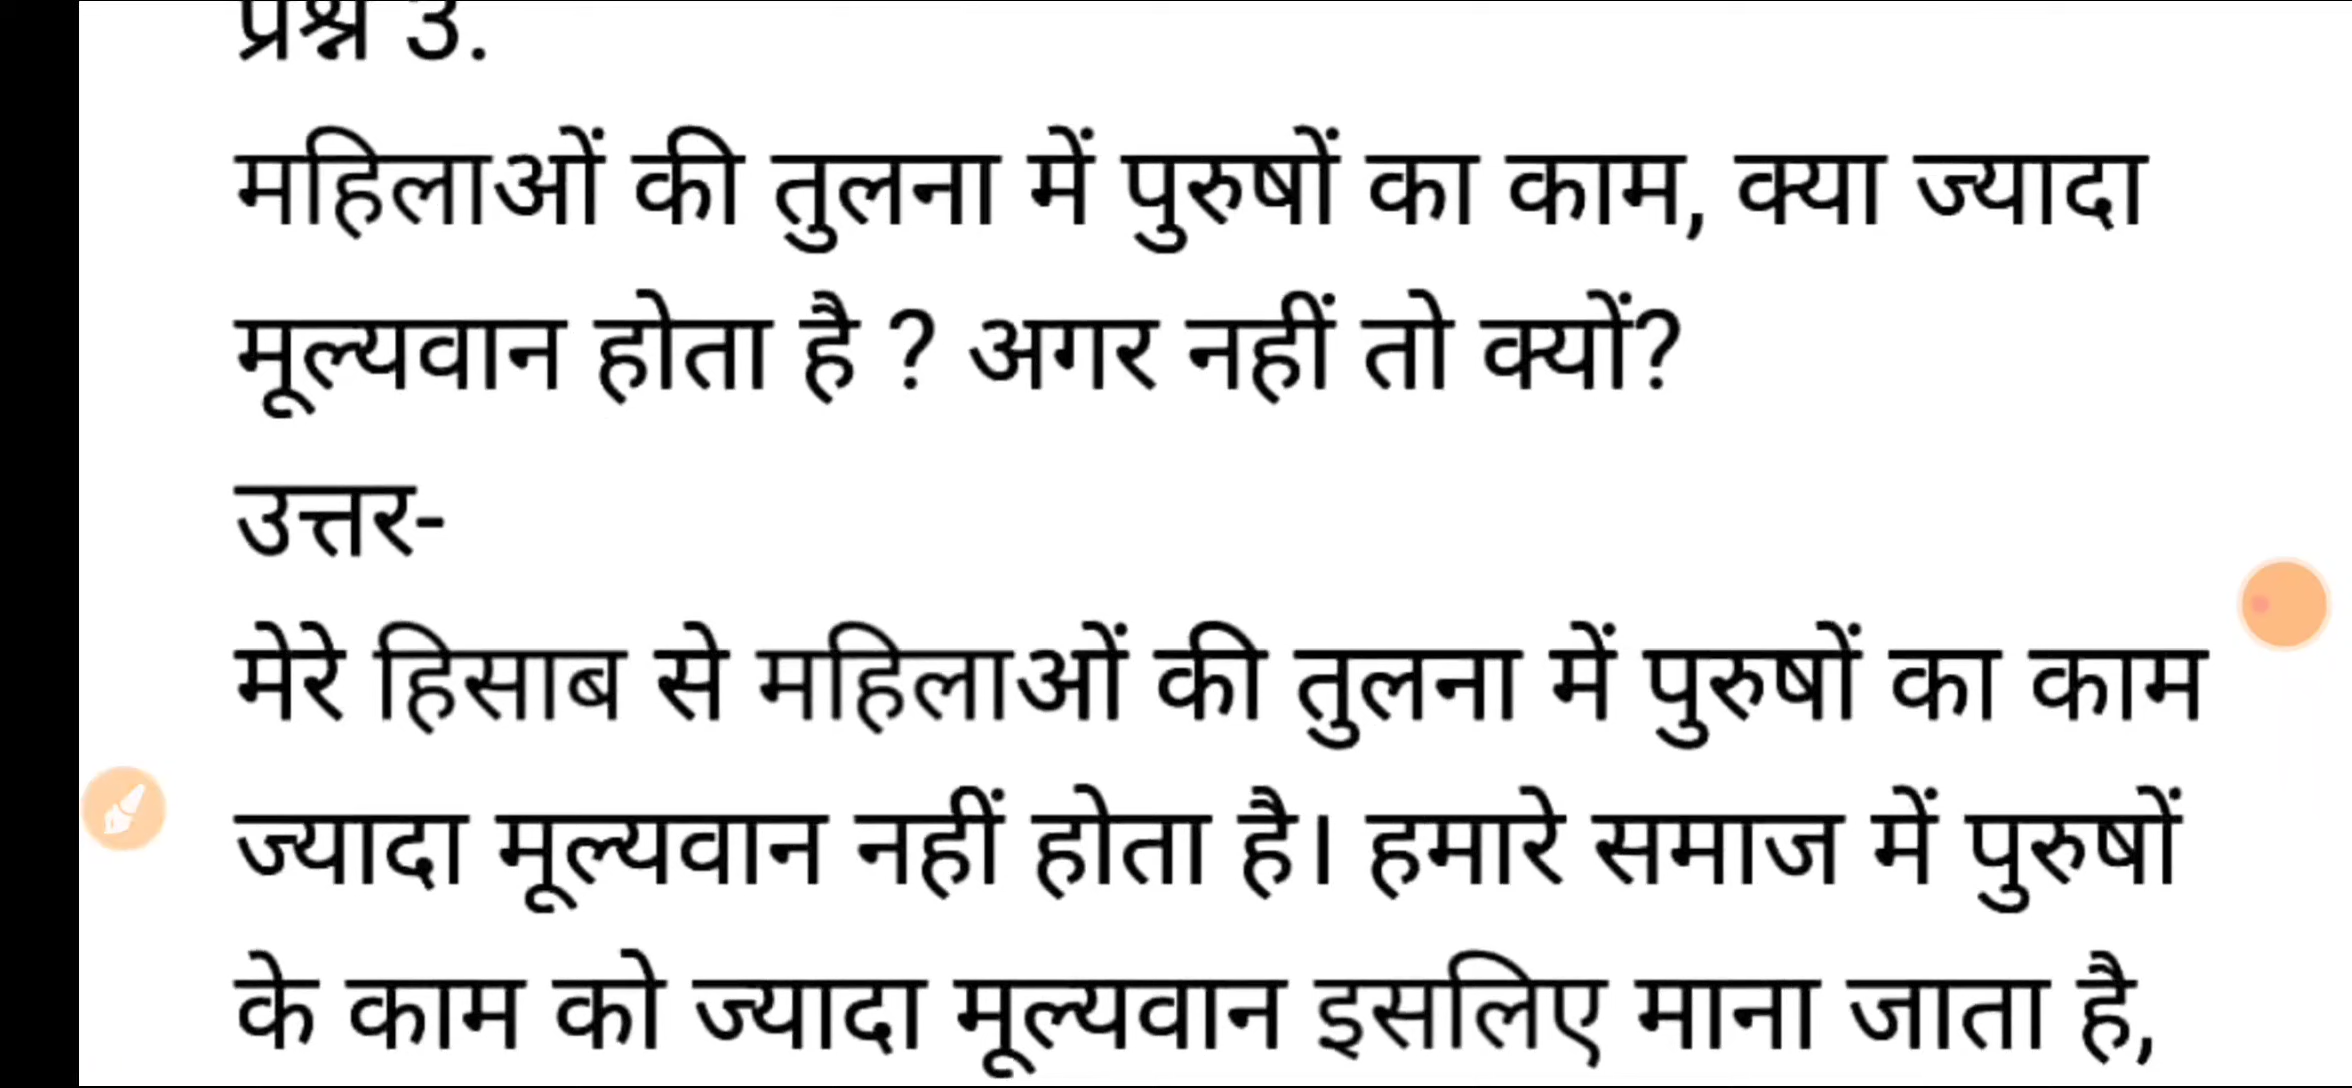 प्रश्न 3.
महिलाओं की तुलना में पुरुषों का काम, क्या ज्यादा
मूल्यवान होता है ? अगर नहीं तो क्यों?
उत्तर-
मेरे हिसाब से महिलाओं की तुलना में पुरुषों का काम
ज्यादा मूल्यवान नहीं होता है। हमारे समाज में पुरुषों
के काम को ज्यादा मूल्यवान इसलिए माना जाता है,